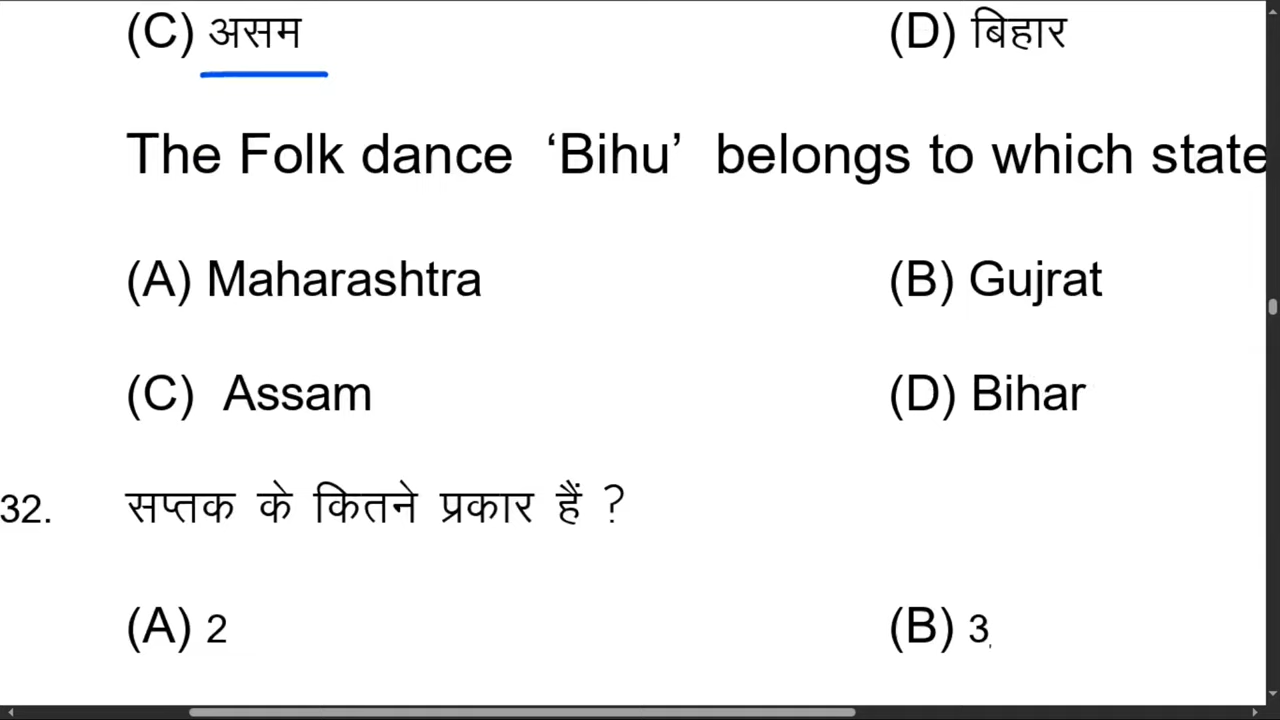 (C) असम (D) बिहार
The Folk dance ‘Bihu’ belongs to which state
(A) Maharashtra (B) Gujrat
(C) Assam (D) Bihar
32. सप्तक के कितने प्रकार हैं ?
(A) 2 (B) 3